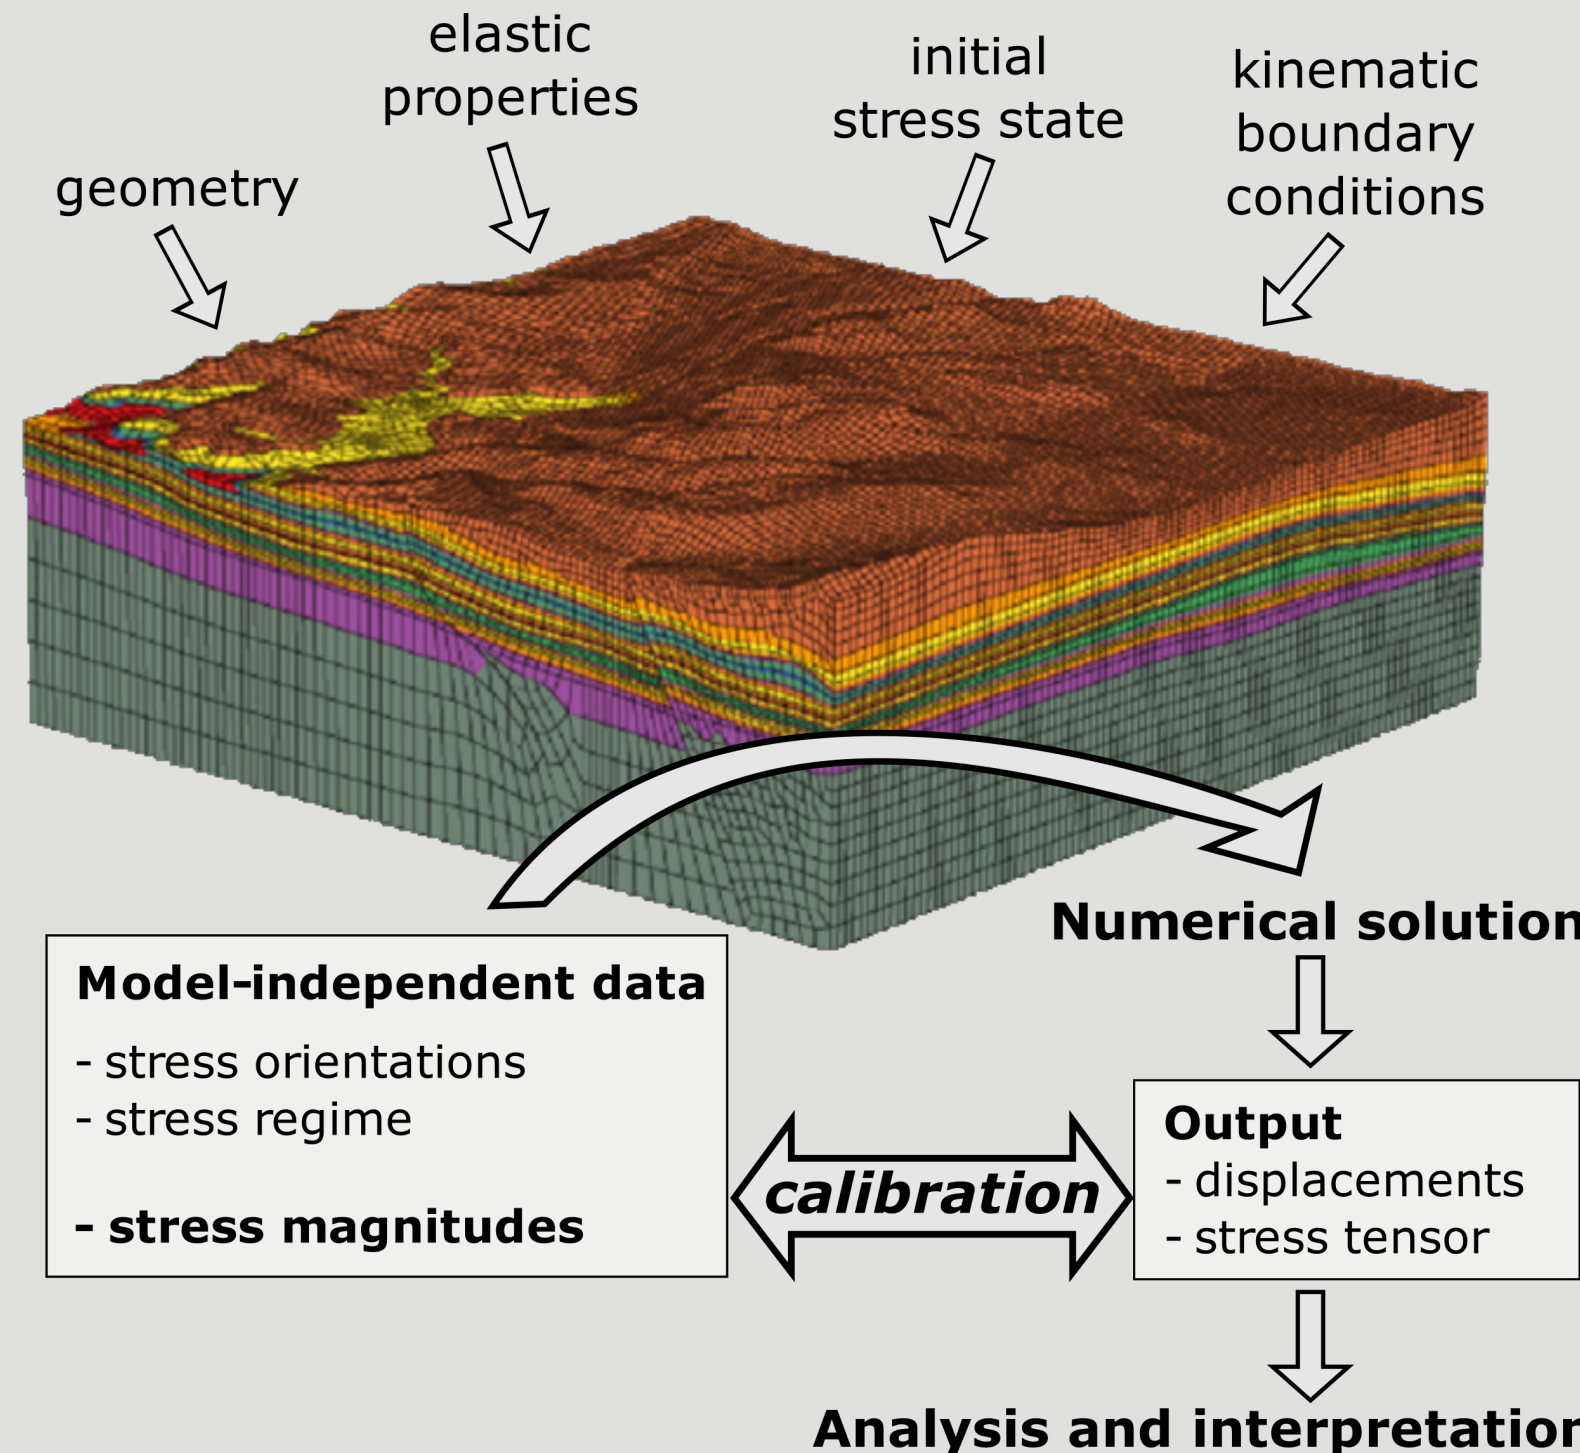 elastic
properties
initial
stress state
kinematic
boundary
conditions
geometry
Numerical solution
Model-independent data
- stress orientations
- stress regime
- stress magnitudes
calibration
Output
- displacements
- stress tensor
Analysis and interpretation